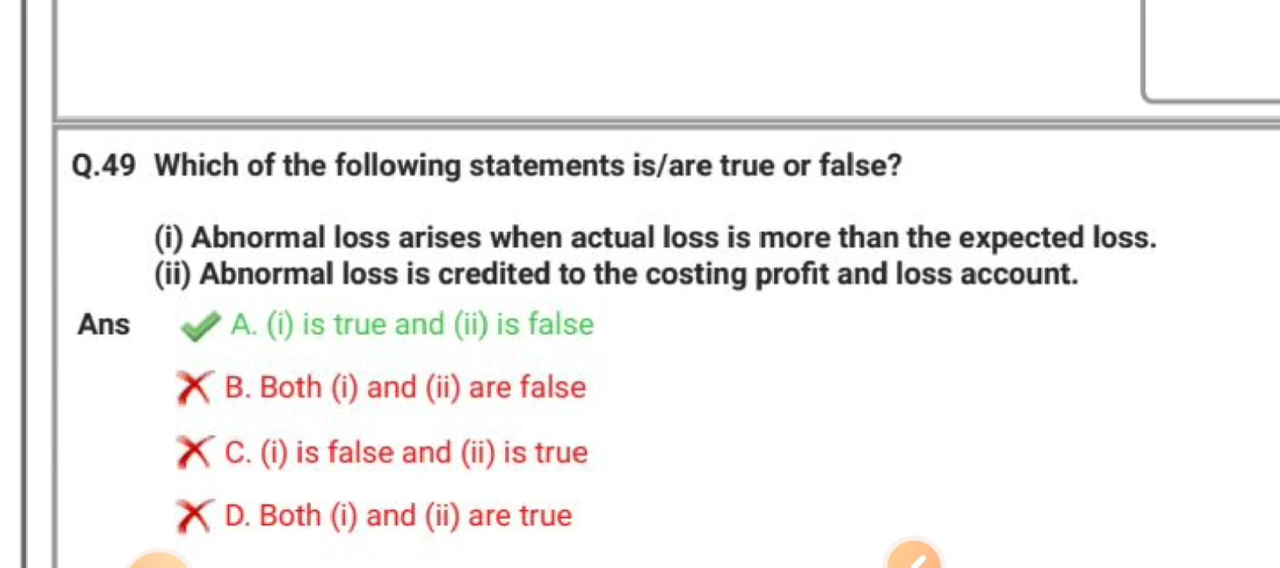 Q.49 Which of the following statements is/are true or false?
(i) Abnormal loss arises when actual loss is more than the expected loss.
(ii) Abnormal loss is credited to the costing profit and loss account.
Ans A. (i) is true and (ii) is false
B. Both (i) and (ii) are false
C. (i) is false and (ii) is true
D. Both (i) and (ii) are true